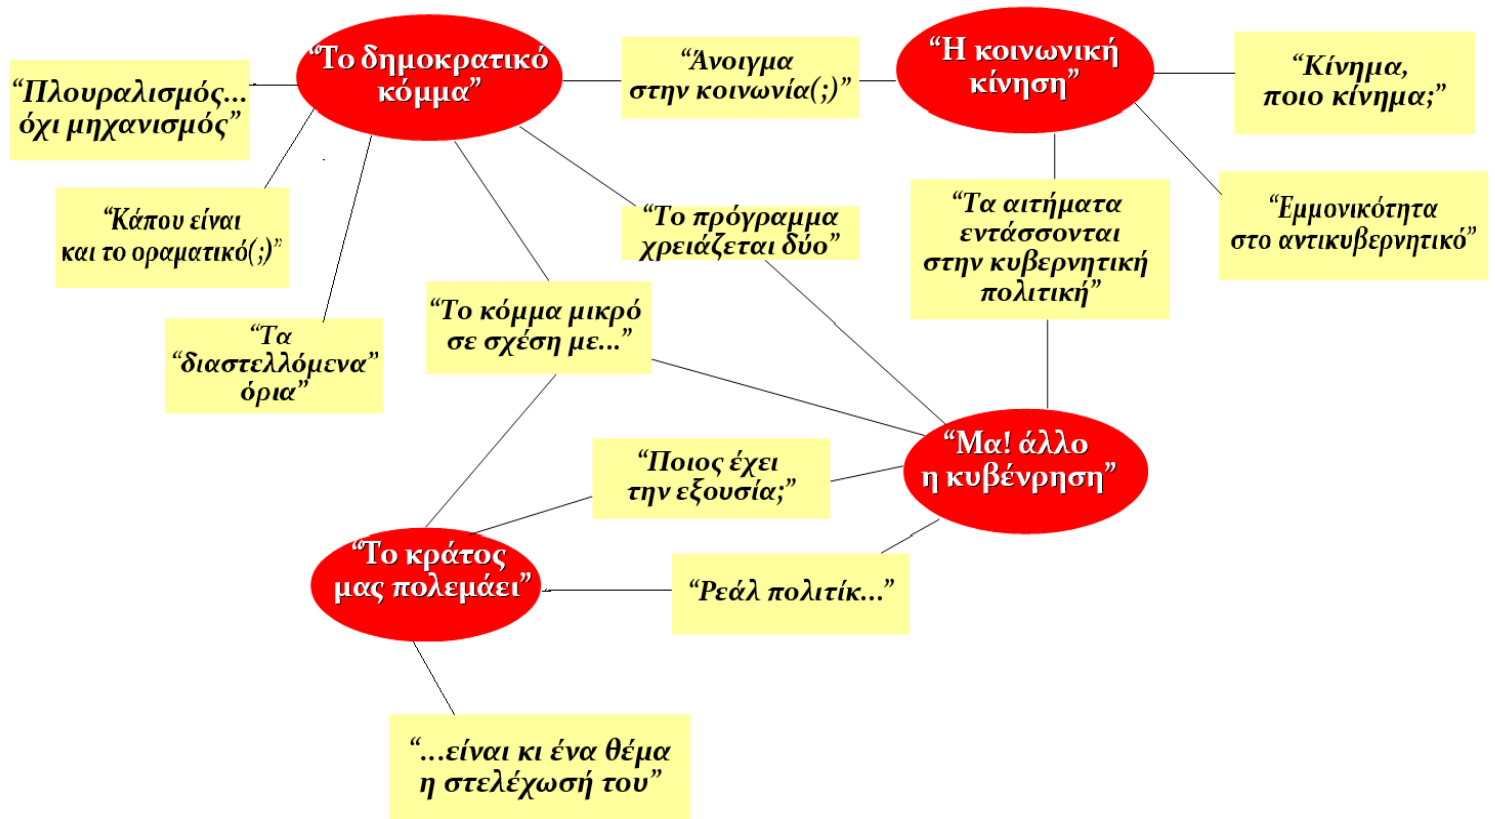 “Το δημοκρατικό
κόμμα”
“Η κοινωνική
κίνηση”
“Άνοιγμα
στην κοινωνία(;)”
“Κίνημα,
ποιο κίνημα;”
“Πλουραλισμός...
όχι μηχανισμός”
“Κάπου είναι
και το οραματικό(;)”
“Το πρόγραμμα
χρειάζεται δύο”
“Τα αιτήματα
εντάσσονται
στην κυβερνητική
πολιτική”
“Εμμονικότητα
στο αντικυβερνητικό”
“Τα
“διαστελλόμενα”
όρια”
“Το κόμμα μικρό
σε σχέση με...”
“Μα! άλλο
η κυβένρηση”
“Ποιος έχει
την εξουσία;”
“Το κράτος
μας πολεμάει”
“Ρεάλ πολιτίκ...”
“...είναι κι ένα θέμα
η στελέχωσή του”